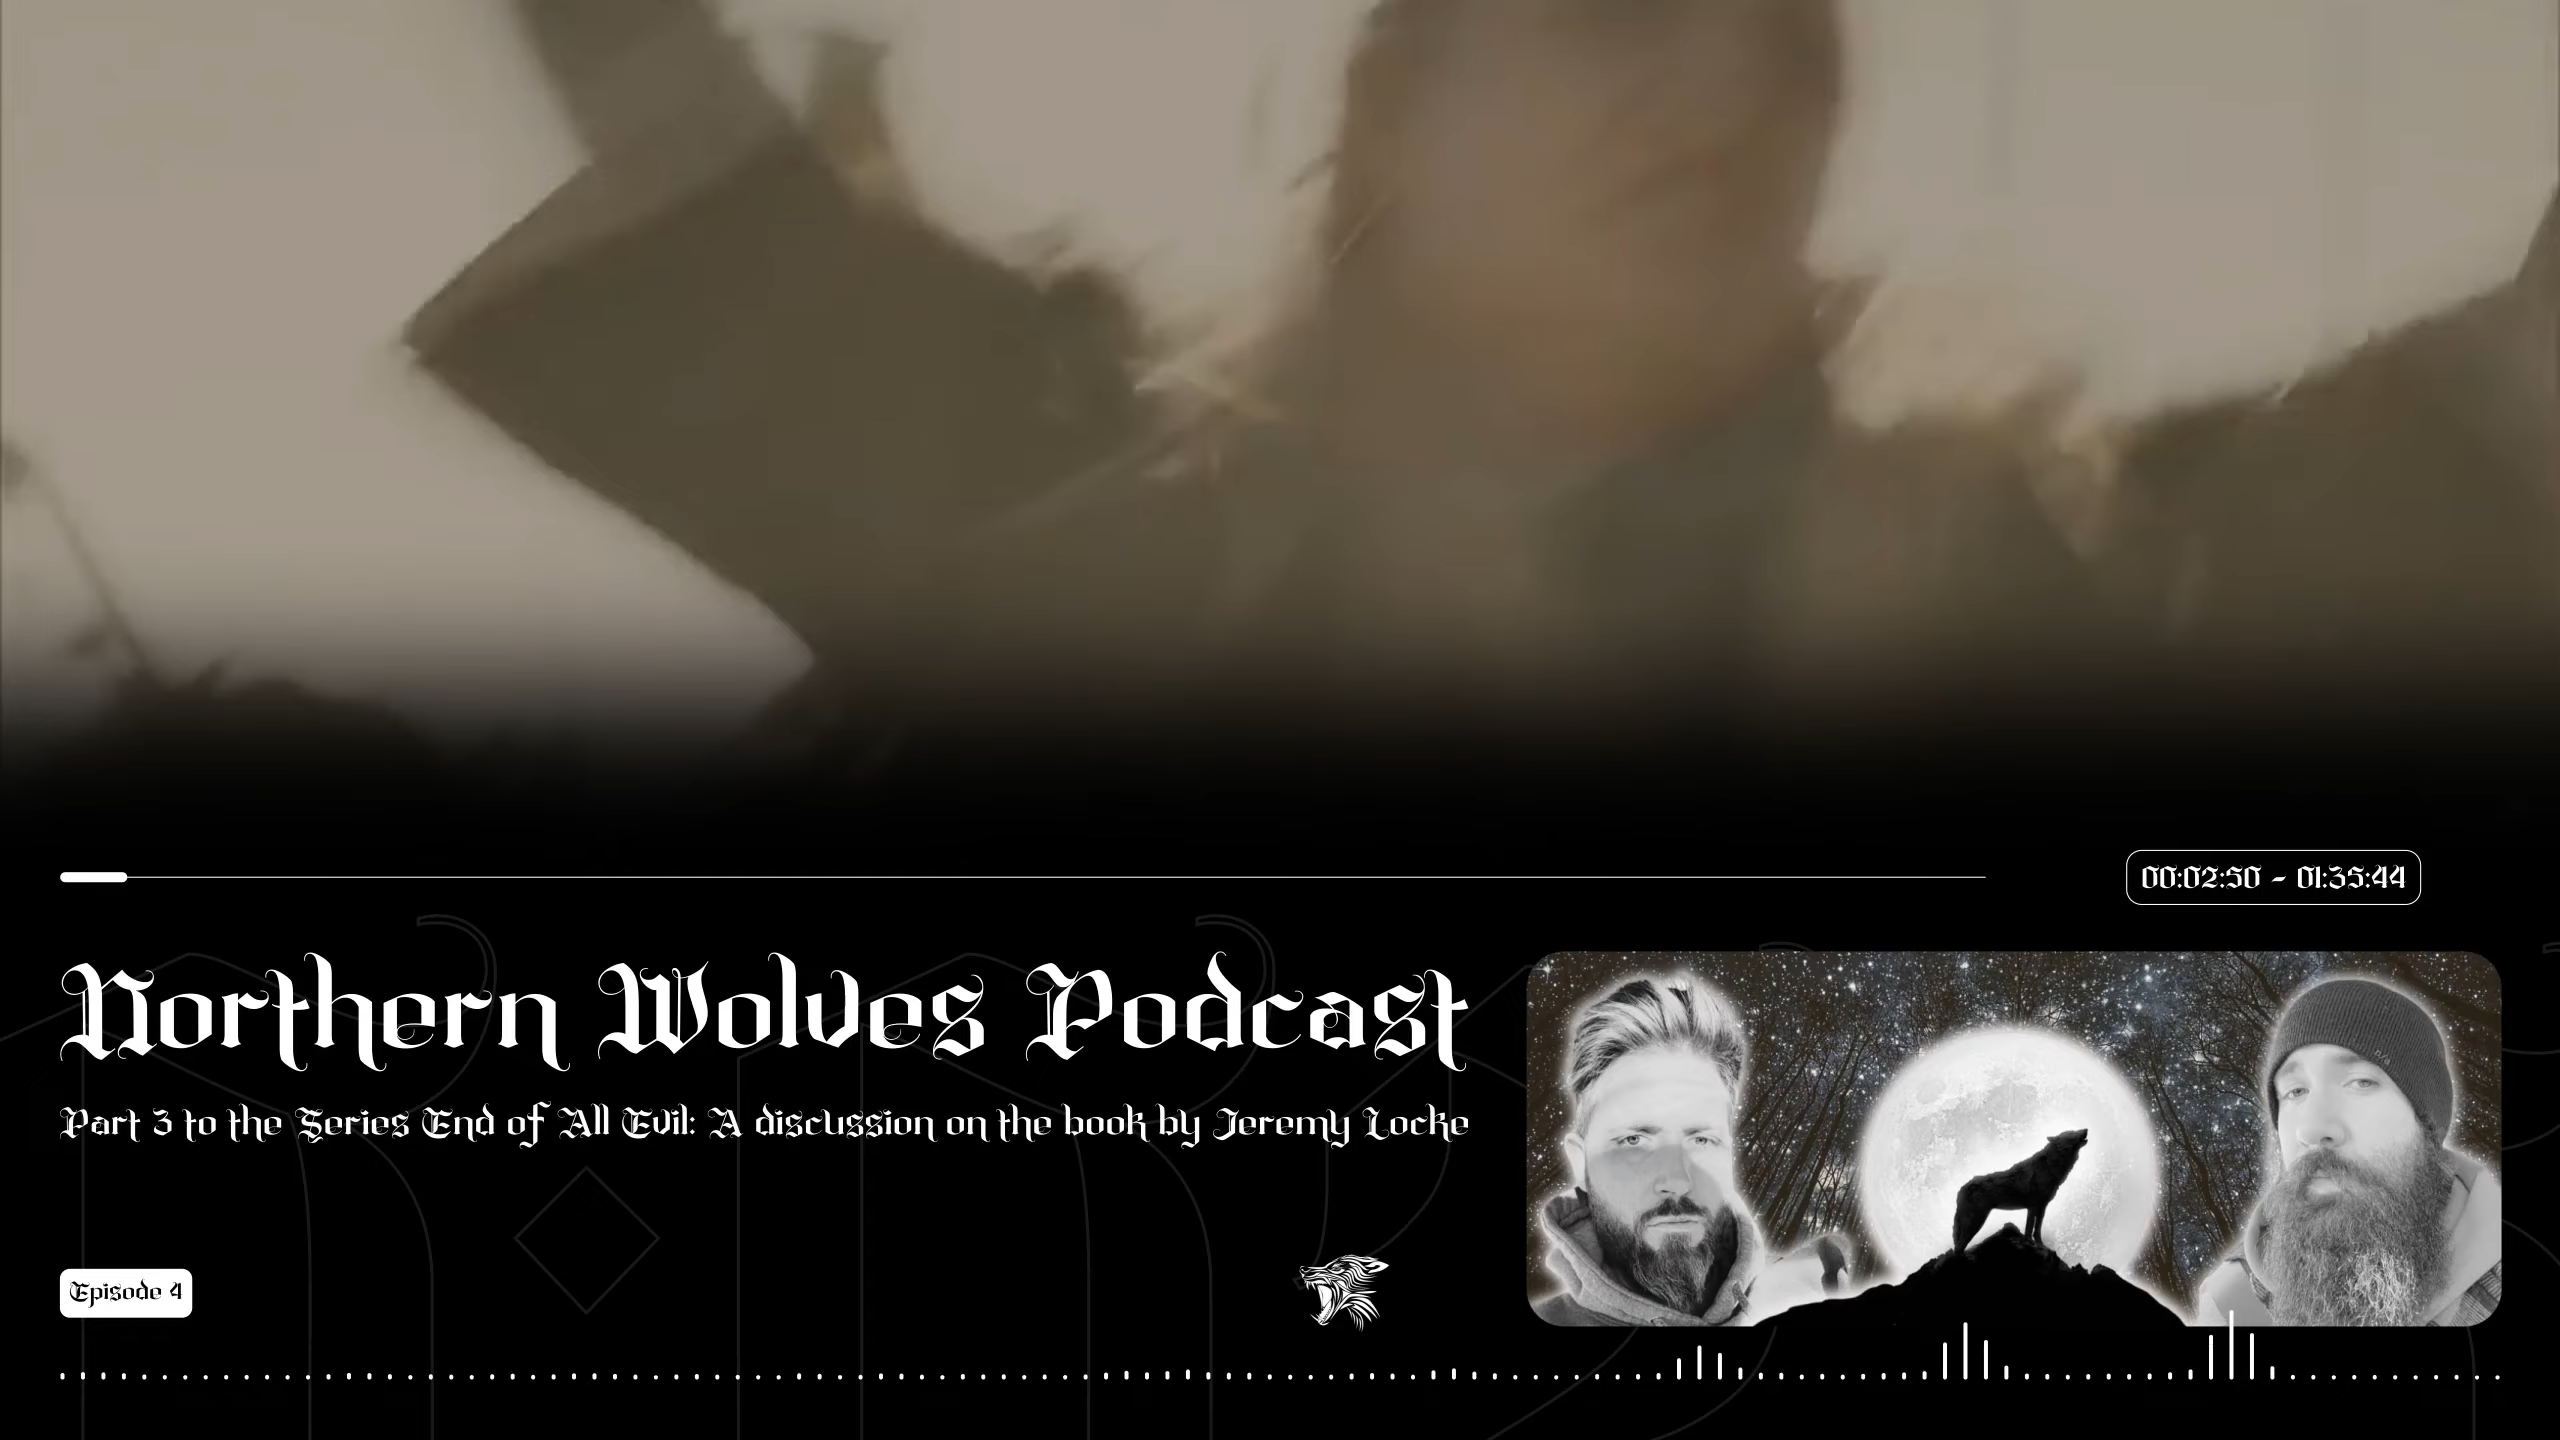 00:02:50 - 01:35:44
Northern Wolves Podcast
Part 3 to the Series End of All Evil: A discussion on the book by Jeremy Locke
Episode 4